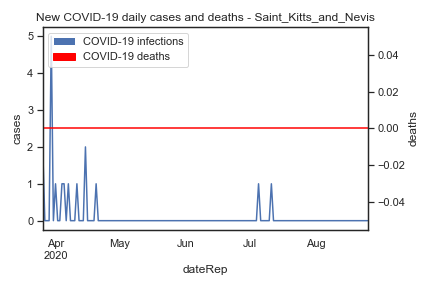 New COVID-19 daily cases and deaths - Saint_Kitts_and_Nevis
COVID-19 infections
COVID-19 deaths
cases
5
4
3
2
1
0
0.04
0.02
0.00
−0.02
−0.04
deaths
Apr
2020
May
Jun
Jul
Aug
dateRep